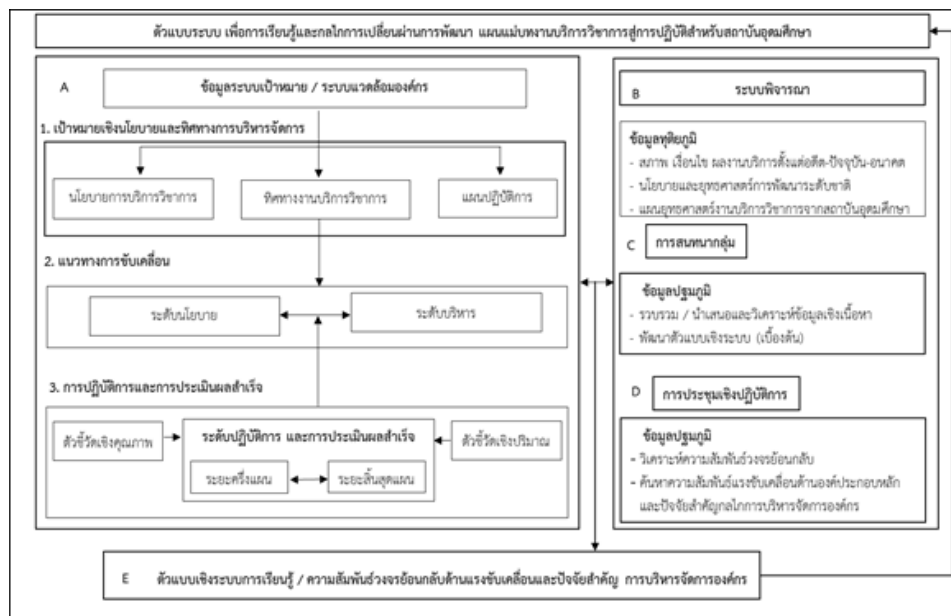 ตัวแบบระบบ เพื่อการเรียนรู้และกลไกการเปลี่ยนผ่านการพัฒนา แผนแม่บทงานบริการวิชาการสู่การปฏิบัติสำหรับสถาบันอุดมศึกษา
A
ข้อมูลระบบเป้าหมาย / ระบบแวดล้อมองค์กร
1. เป้าหมายเชิงนโยบายและทิศทางการบริหารจัดการ
นโยบายการบริการวิชาการ
ทิศทางงานบริการวิชาการ
แผนปฏิบัติการ
2. แนวทางการขับเคลื่อน
ระดับนโยบาย
ระดับบริหาร
3. การปฏิบัติการและการประเมินผลสำเร็จ
ตัวชี้วัดเชิงคุณภาพ
ระดับปฏิบัติการ และการประเมินผลสำเร็จ
ตัวชี้วัดเชิงปริมาณ
ระยะครึ่งแผน
ระยะสิ้นสุดแผน
B
ระบบพิจารณา
ข้อมูลทุติยภูมิ
- สภาพ เงื่อนไข ผลงานบริการตั้งแต่อดีต-ปัจจุบัน-อนาคต
- นโยบายและยุทธศาสตร์การพัฒนาระดับชาติ
- แผนยุทธศาสตร์งานบริการวิชาการจากสถาบันอุดมศึกษา
C
การสนทนากลุ่ม
ข้อมูลปฐมภูมิ
- รวบรวม / นำเสนอและวิเคราะห์ข้อมูลเชิงเนื้อหา
- พัฒนาตัวแบบเชิงระบบ (เบื้องต้น)
D
การประชุมเชิงปฏิบัติการ
ข้อมูลปฐมภูมิ
- วิเคราะห์ความสัมพันธ์วงจรย้อนกลับ
- ค้นหาความสัมพันธ์แรงขับเคลื่อนด้านองค์ประกอบหลัก
และปัจจัยสำคัญกลไกการบริหารจัดการองค์กร
E
ตัวแบบเชิงระบบการเรียนรู้ / ความสัมพันธ์วงจรย้อนกลับด้านแรงขับเคลื่อนและปัจจัยสำคัญ การบริหารจัดการองค์กร